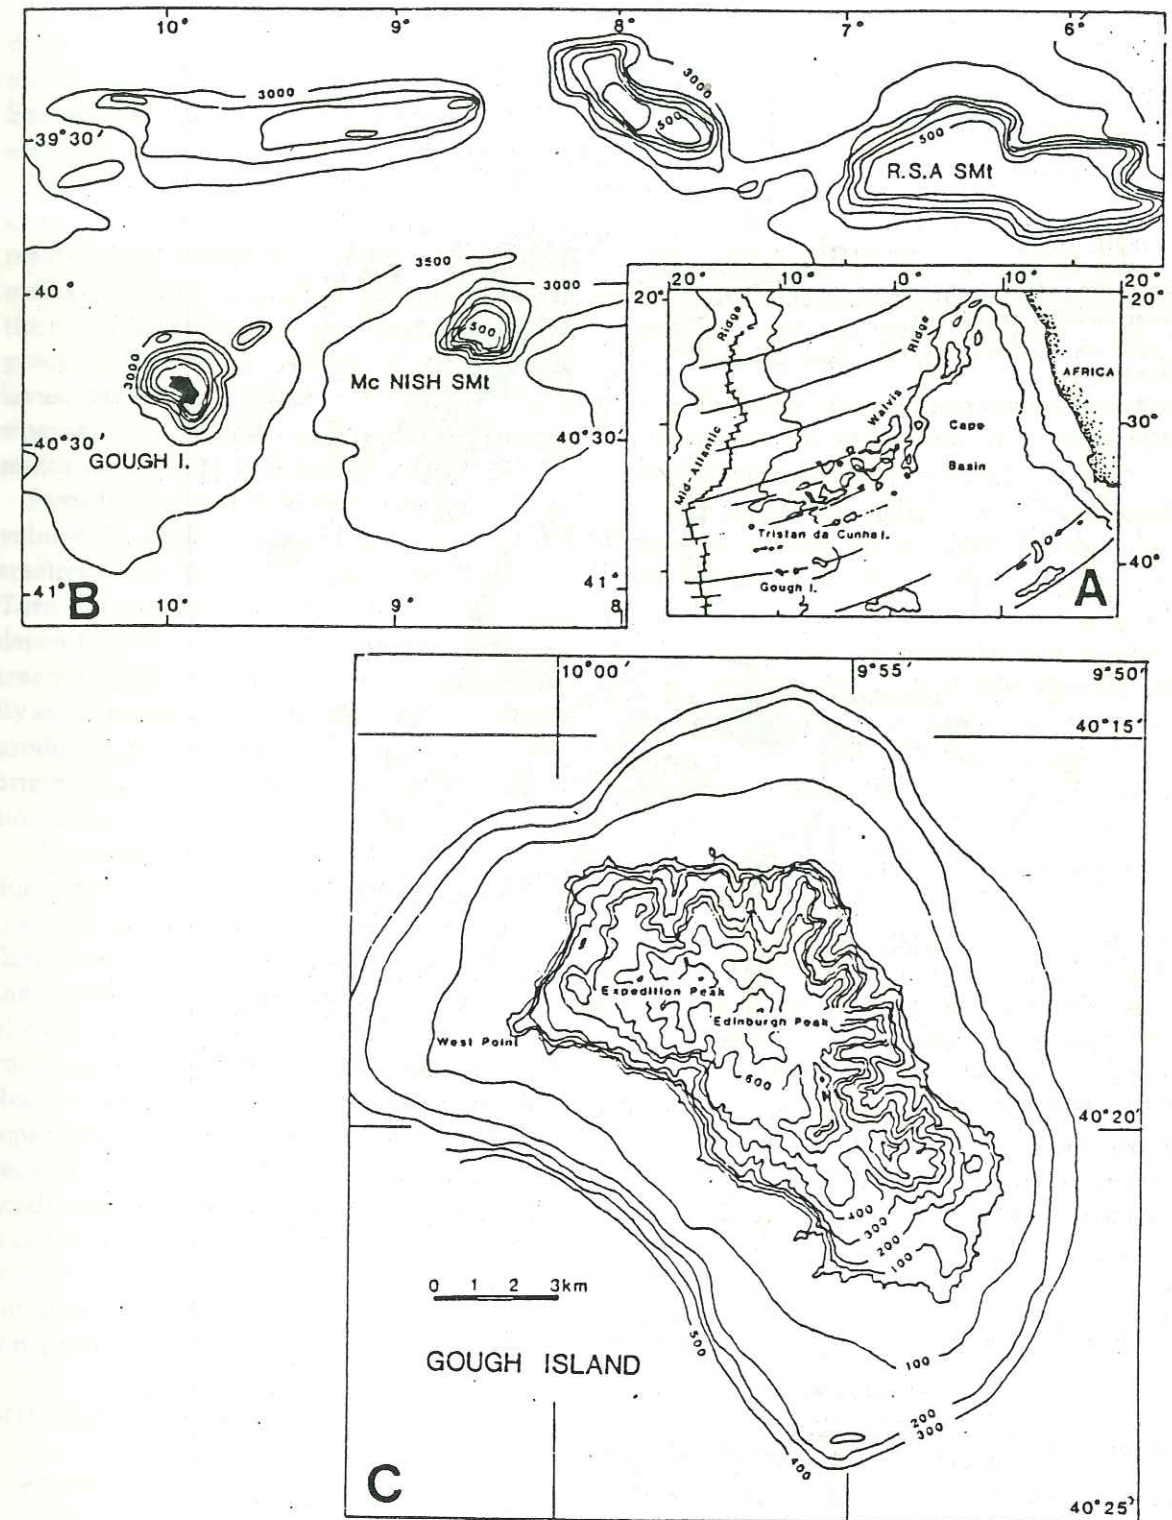 10° 9° 8° 7° 6°
3000
3000
500
500
39°30'
R.S.A SMt
3500
3000
40°
500
3000
Mc NISH SMt
40°30'
40°30'
GOUGH I.
41°
41°
B
10° 9° 8
20° 10° 0° 10° 20°
20°
20°
Ridge
Ridge
AFRICA
Walvis
Mid-Atlantic
Cape
Basin
30°
Tristan da Cunha I.
Gough I.
A
40°
10°00' 9°55' 9°50'
40°15'
Expedition Peak
Edinburgh Peak
West Point
600
40°20'
400
300
200
100
0 1 2 3km
500
GOUGH ISLAND
100
200
300
400
C
40°25'